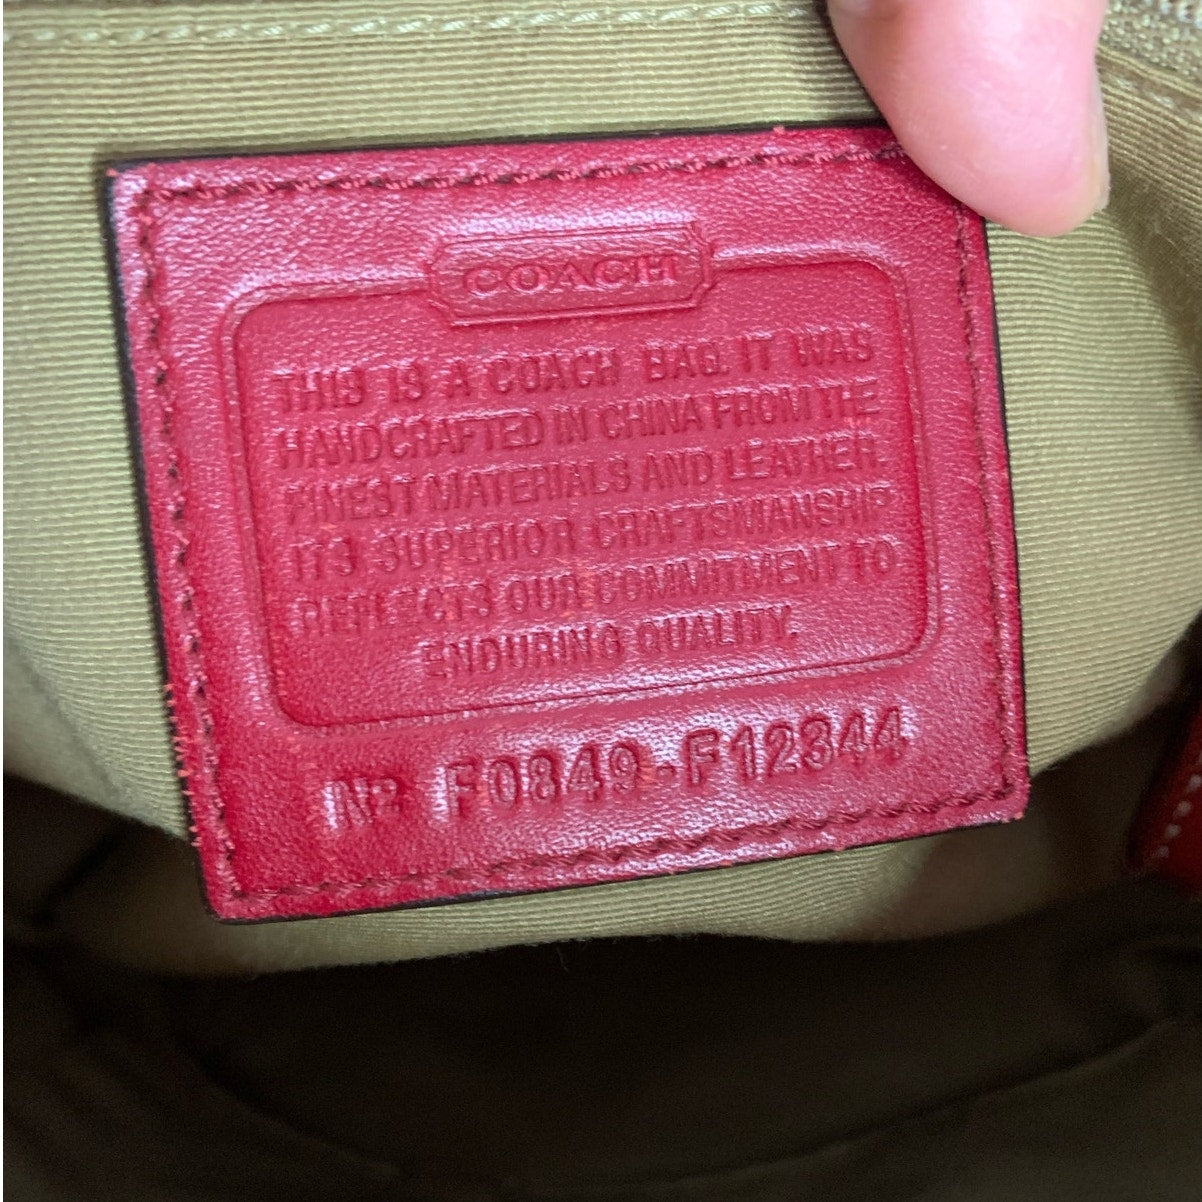 COACH
THIS IS A COACH BAG. IT WAS
HANDCRAFTED IN CHINA FROM THE
FINEST MATERIALS AND LEATHER.
ITS SUPERIOR CRAFTSMANSHIP
REFLECTS OUR COMMITMENT TO
ENDURING QUALITY.
Nº F0849-F12344